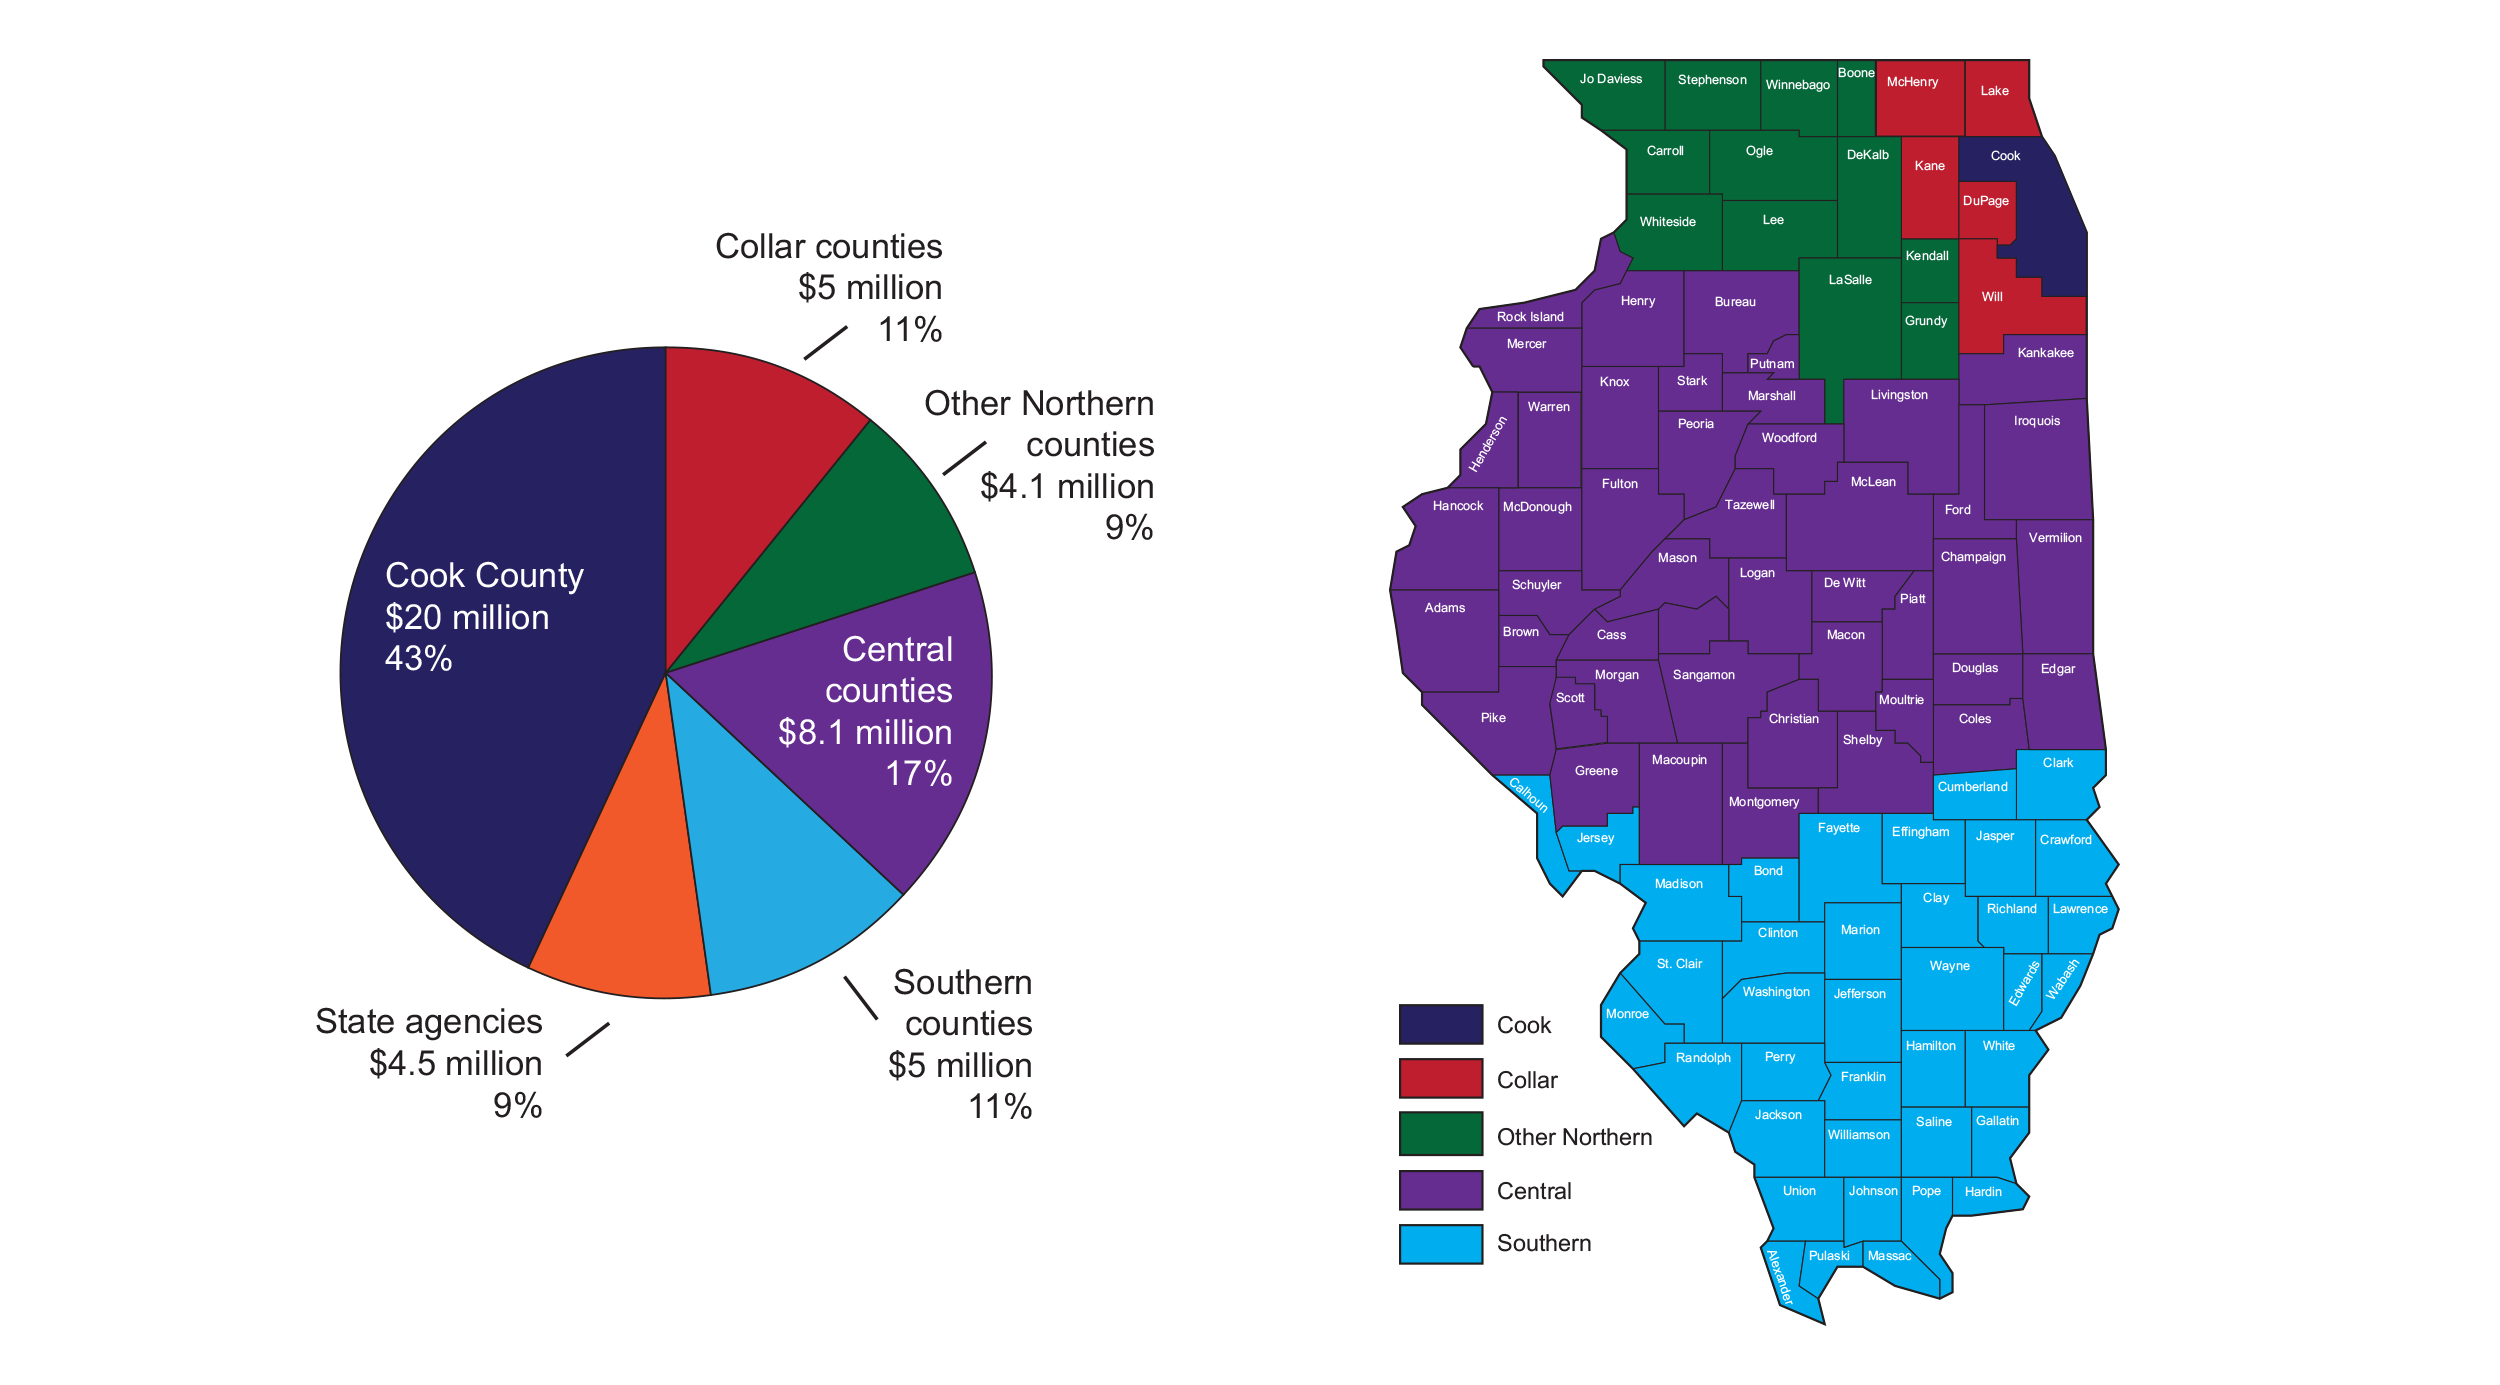 Collar counties
$5 million
11%
Other Northern
counties
$4.1 million
9%
Cook County
$20 million
43%
Central
counties
$8.1 million
17%
Southern
counties
$5 million
11%
State agencies
$4.5 million
9%
Jo Daviess
Stephenson
Winnebago
Boone
McHenry
Lake
Carroll
Ogle
DeKalb
Kane
Cook
DuPage
Whiteside
Lee
Kendall
LaSalle
Will
Grundy
Rock Island
Henry
Bureau
Mercer
Putnam
Kankakee
Knox
Stark
Marshall
Livingston
Henderson
Warren
Peoria
Woodford
Iroquois
Hancock
McDonough
Fulton
Tazewell
McLean
Ford
Vermilion
Mason
Logan
Champaign
Schuyler
De Witt
Piatt
Adams
Brown
Cass
Macon
Morgan
Sangamon
Douglas
Edgar
Scott
Pike
Christian
Moultrie
Coles
Shelby
Greene
Macoupin
Montgomery
Clark
Cumberland
Calhoun
Jersey
Fayette
Effingham
Jasper
Crawford
Madison
Bond
Clay
Richland
Lawrence
Clinton
Marion
St. Clair
Wayne
Edwards
Wabash
Washington
Jefferson
Monroe
Randolph
Perry
Hamilton
White
Franklin
Jackson
Williamson
Saline
Gallatin
Union
Johnson
Pope
Hardin
Alexander
Pulaski
Massac
Cook
Collar
Other Northern
Central
Southern